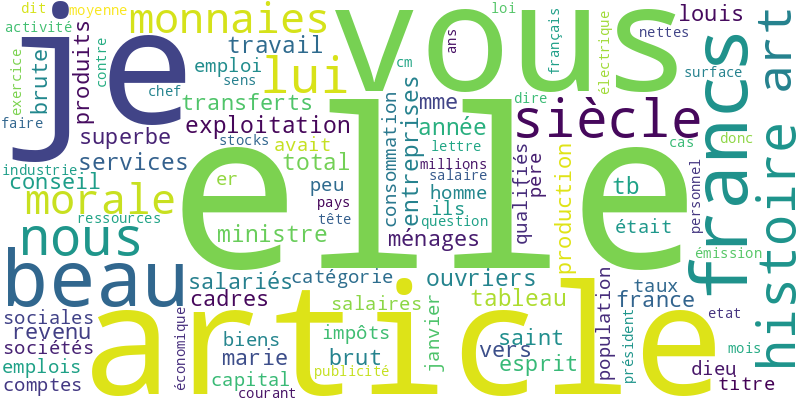 dit
moyenne
activité
je
monnaies
vous
loi
louis
français
électrique
ans
nettes
exercice
brute
produits
contre
travail
lui
emploi
sens
cm
surface
chef
transferts
francs
histoire art
faire
superbe
exploitation
stocks
avait
mme
année
dire
siècle
consommation
entreprises
lettre
cas
donc
industrie
services
total
millions
conseil
er
peu
salaire
homme
qualifiés
père
tb
personnel
morale
pays
ils
ressources
tête
question
nous
ministre
elle
ménages
production
était
émission
beau
salariés
catégorie
ouvriers
population
taux
cadres
salaires
tableau
france
etat
sociales
article
revenu
économique
impôts
janvier
saint
président
sociétés
biens
brut
vers
mois
emplois
marie
esprit
dieu
comptes
capital
publicité
titre
courant